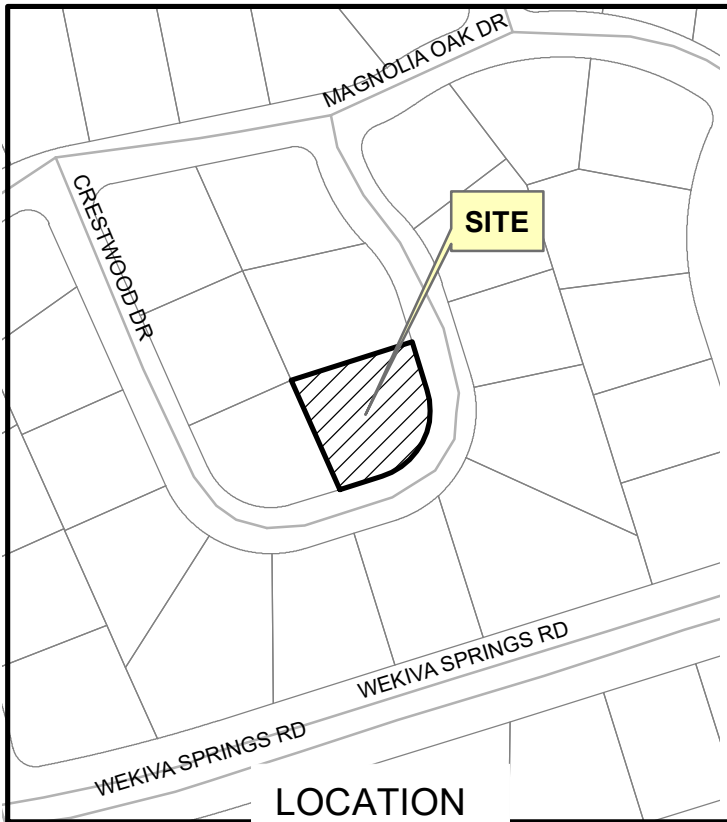 MAGNOLIA OAK DR
CRESTWOOD DR
SITE
WEKIVA SPRINGS RD
WEKIVA SPRINGS RD
LOCATION